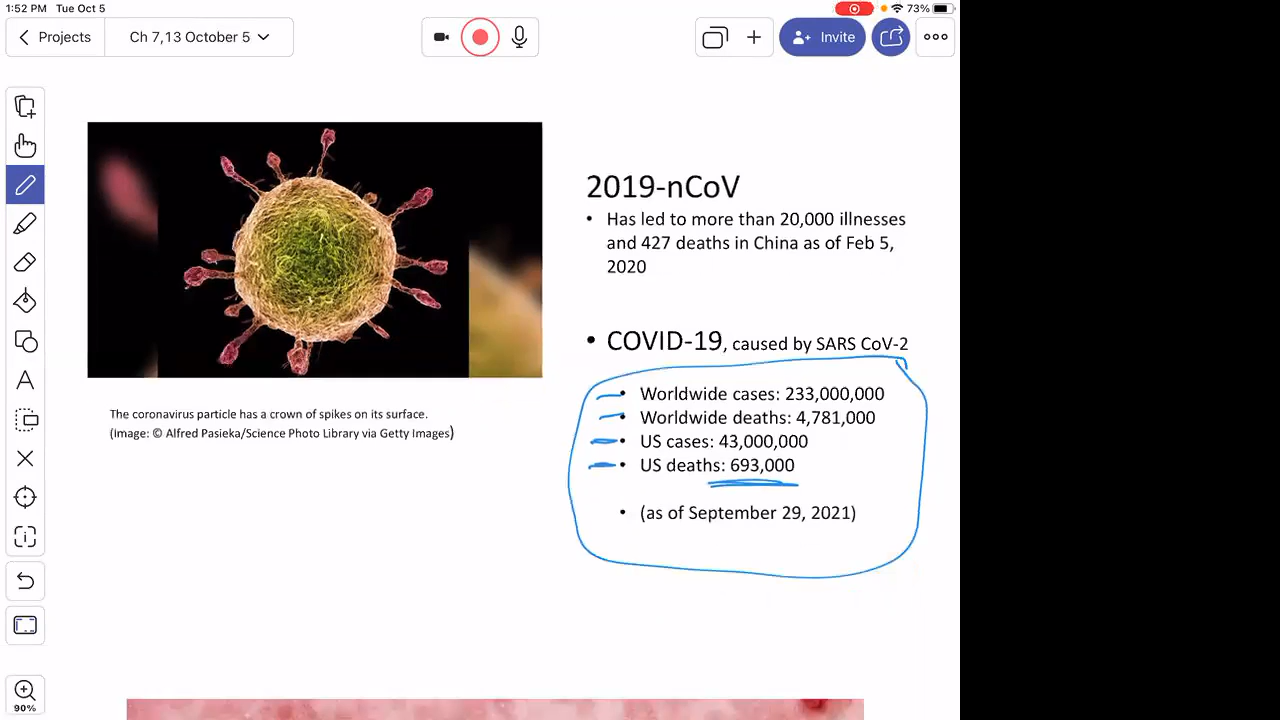 1:52 PM Tue Oct 5
73%
Projects
Ch 7,13 October 5
Invite
2019-nCoV
• Has led to more than 20,000 illnesses
and 427 deaths in China as of Feb 5,
2020
• COVID-19, caused by SARS CoV-2
• Worldwide cases: 233,000,000
• Worldwide deaths: 4,781,000
• US cases: 43,000,000
• US deaths: 693,000
• (as of September 29, 2021)
The coronavirus particle has a crown of spikes on its surface.
(Image: © Alfred Pasieka/Science Photo Library via Getty Images)
A
90%